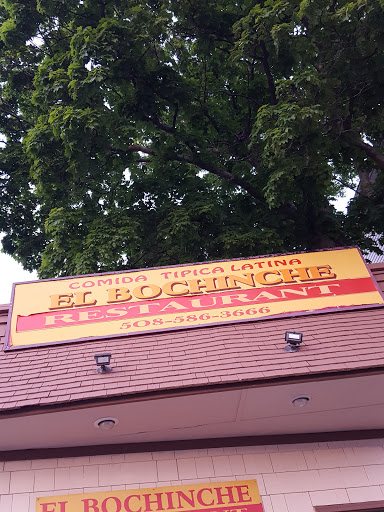 COMIDA TIPICA LATINA
EL BOCHINCHE
RESTAURANT
508-586-3666
EL BOCHINCHE